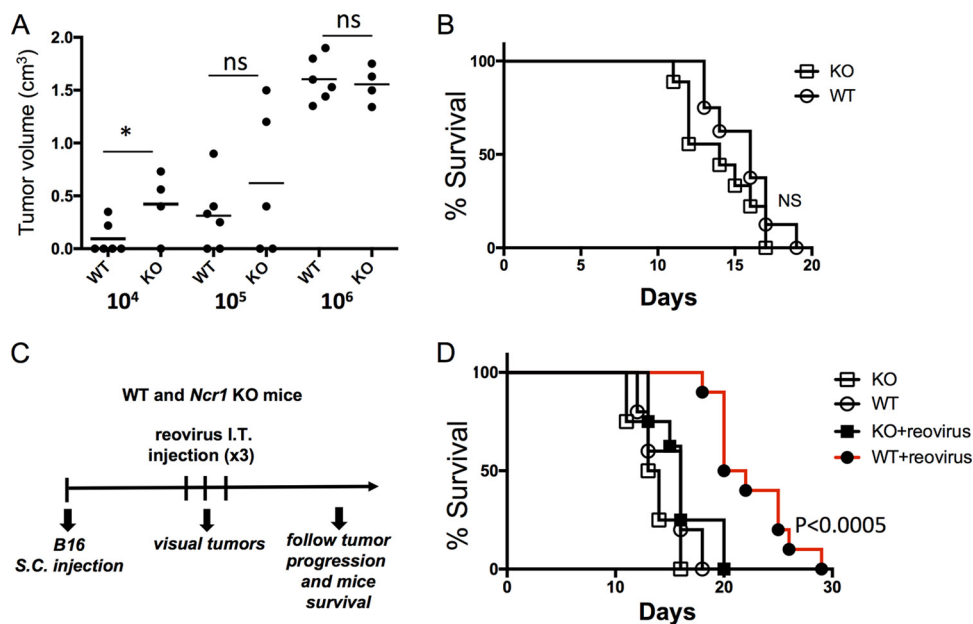 A
Tumor volume (cm³)
2.0
1.5
1.0
0.5
0.0
*
ns
ns
WT
KO
WT
KO
WT
KO
10⁴
10⁵
10⁶
B
% Survival
100
50
0
0
5
10
15
20
Days
KO
WT
NS
C
WT and Ncr1 KO mice
reovirus I.T.
injection (x3)
B16
S.C. injection
visual tumors
follow tumor
progression
and mice
survival
D
% Survival
100
50
0
0
10
20
30
Days
KO
WT
KO+reovirus
WT+reovirus
P<0.0005